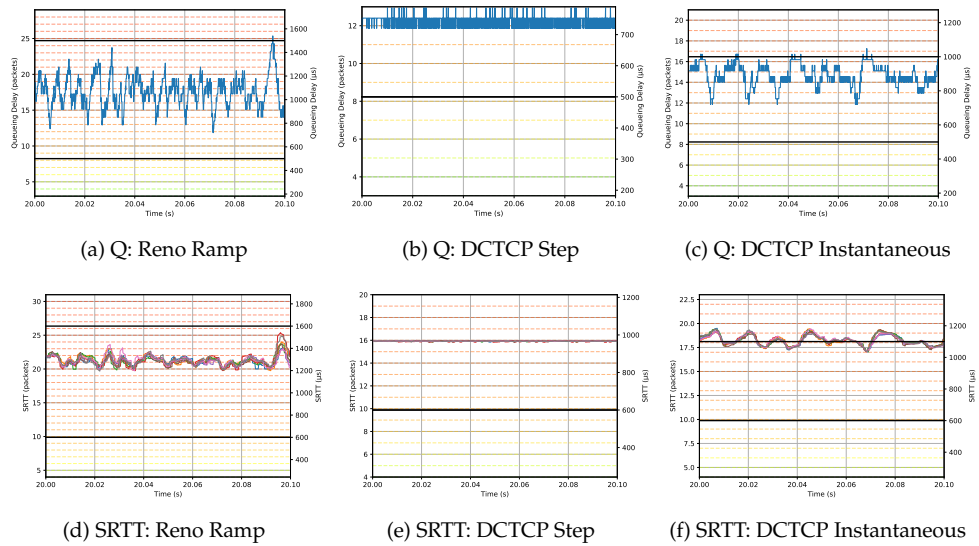 Queueing Delay (packets)
25
20
15
10
5
1600
1400
1200
1000
800
600
400
200
Queueing Delay (μs)
20.00 20.02 20.04 20.06 20.08 20.10
Time (s)
(a) Q: Reno Ramp
Queueing Delay (packets)
12
10
8
6
4
700
600
500
400
300
200
Queueing Delay (μs)
20.00 20.02 20.04 20.06 20.08 20.10
Time (s)
(b) Q: DCTCP Step
Queueing Delay (packets)
20
18
16
14
12
10
8
6
4
1200
1000
800
600
400
Queueing Delay (μs)
20.00 20.02 20.04 20.06 20.08 20.10
Time (s)
(c) Q: DCTCP Instantaneous
SRTT (packets)
30
25
20
15
10
5
1800
1600
1400
1200
1000
800
600
400
SRTT (μs)
20.00 20.02 20.04 20.06 20.08 20.10
Time (s)
(d) SRTT: Reno Ramp
SRTT (packets)
20
18
16
14
12
10
8
6
4
1200
1000
800
600
400
SRTT (μs)
20.00 20.02 20.04 20.06 20.08 20.10
Time (s)
(e) SRTT: DCTCP Step
SRTT (packets)
22.5
20.0
17.5
15.0
12.5
10.0
7.5
5.0
1200
1000
800
600
400
SRTT (μs)
20.00 20.02 20.04 20.06 20.08 20.10
Time (s)
(f) SRTT: DCTCP Instantaneous